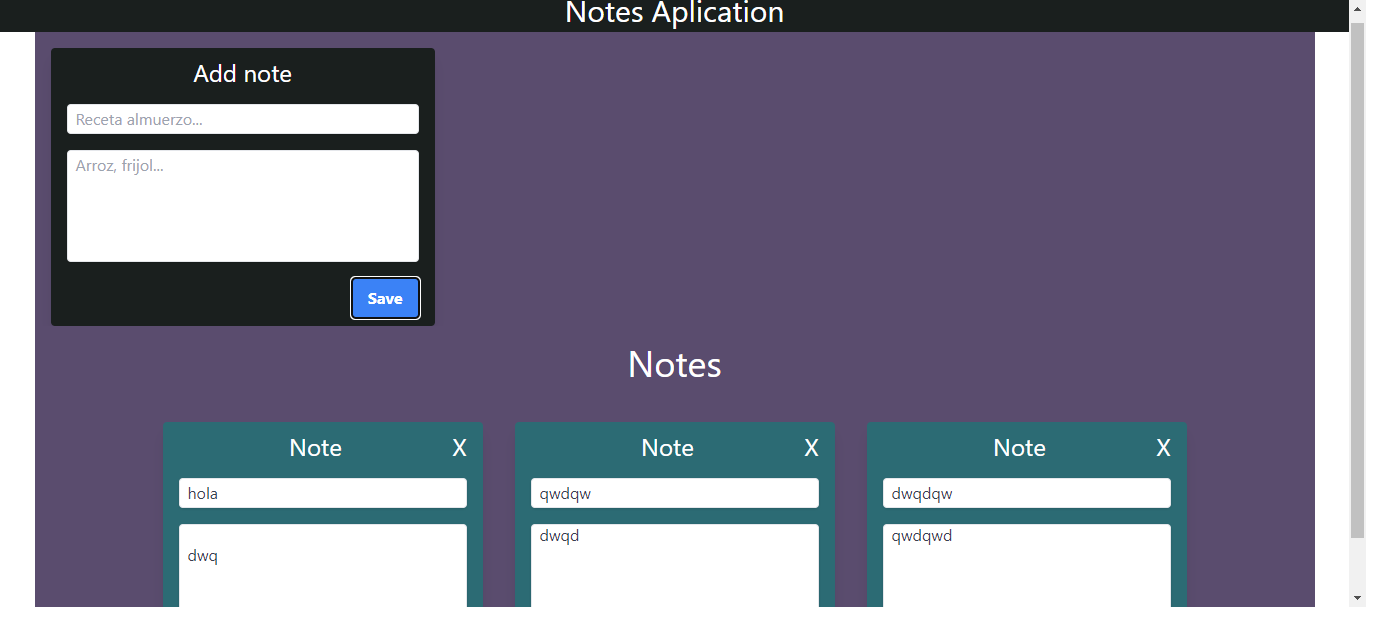 Notes Aplication
Add note
Receta almuerzo...
Arroz, frijol...
Save
Notes
Note X
hola
dwq
Note X
qwdqw
dwqd
Note X
dwqdqw
qwdqwd